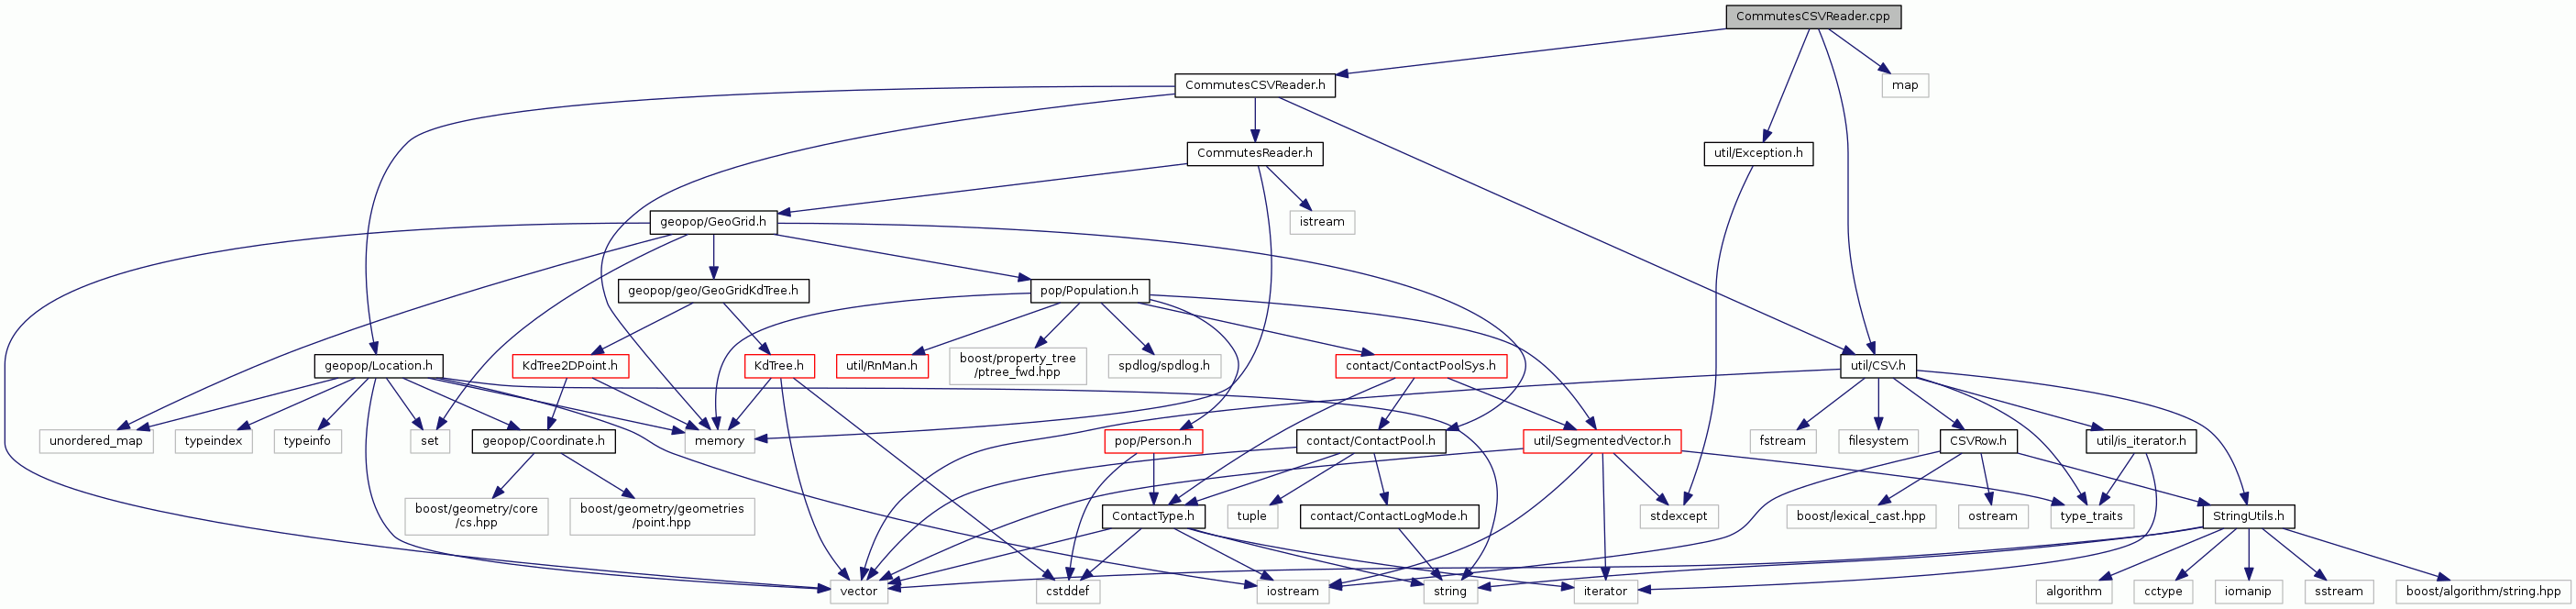 CommutesCSVReader.cpp
CommutesCSVReader.h
map
CommutesReader.h
util/Exception.h
geopop/GeoGrid.h
istream
geopop/geo/GeoGridKdTree.h
pop/Population.h
geopop/Location.h
KdTree2DPoint.h
KdTree.h
util/RnMan.h
boost/property_tree
/ptree_fwd.hpp
spdlog/spdlog.h
contact/ContactPoolSys.h
util/CSV.h
unordered_map
typeindex
typeinfo
set
geopop/Coordinate.h
memory
pop/Person.h
contact/ContactPool.h
util/SegmentedVector.h
fstream
filesystem
CSVRow.h
util/is_iterator.h
boost/geometry/core
/cs.hpp
boost/geometry/geometries
/point.hpp
ContactType.h
tuple
contact/ContactLogMode.h
stdexcept
boost/lexical_cast.hpp
ostream
type_traits
StringUtils.h
vector
cstddef
iostream
string
iterator
algorithm
cctype
iomanip
sstream
boost/algorithm/string.hpp